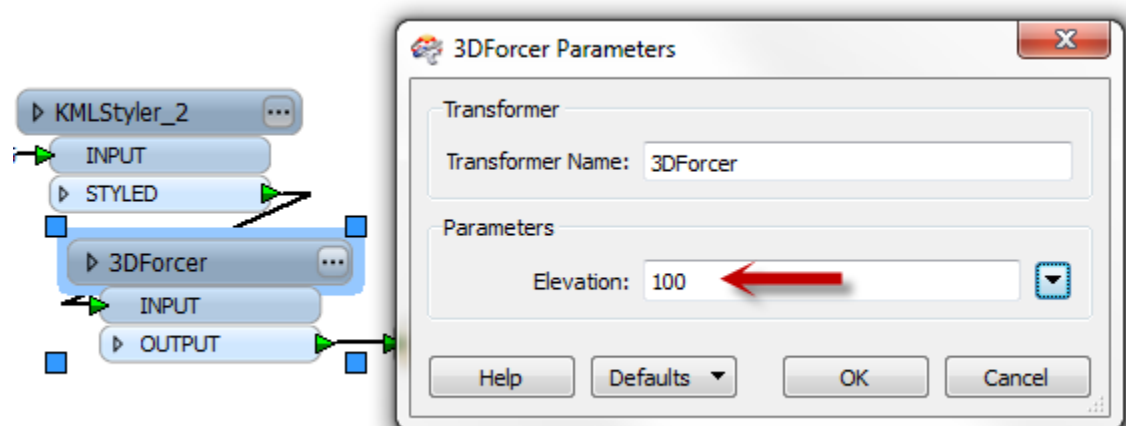 KMLStyler_2
INPUT
STYLED
3DForcer
INPUT
OUTPUT
3DForcer Parameters
Transformer
Transformer Name: 3DForcer
Parameters
Elevation: 100
Help Defaults OK Cancel